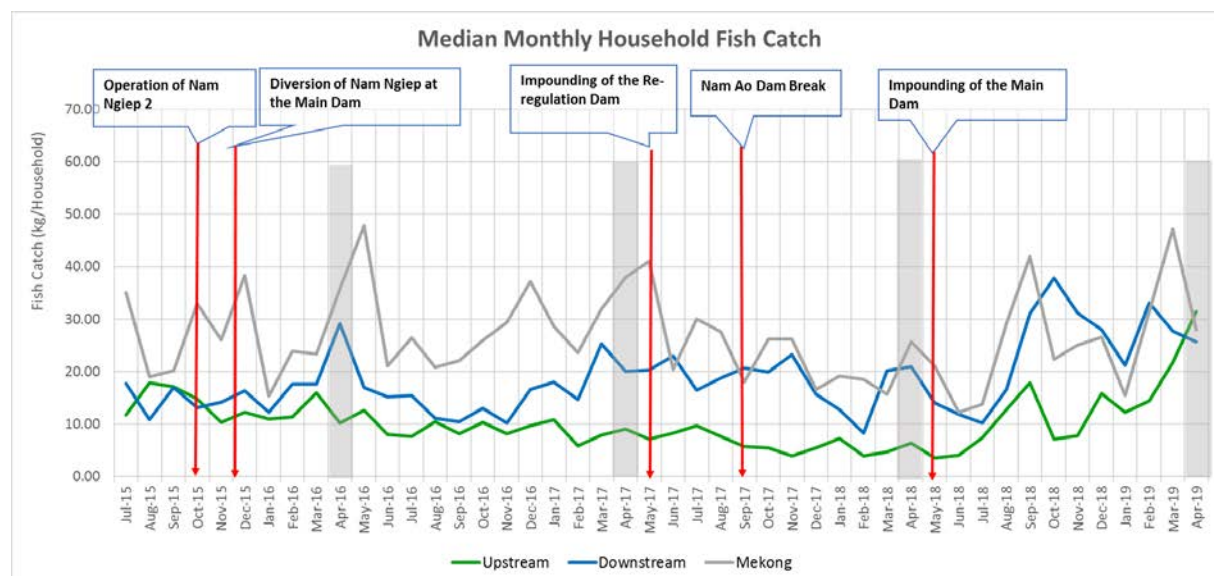 Median Monthly Household Fish Catch
Operation of Nam
Ngiep 2
Diversion of Nam Ngiep at
the Main Dam
Impounding of the Re-
regulation Dam
Nam Ao Dam Break
Impounding of the Main
Dam
Fish Catch (kg/Household)
70.00
60.00
50.00
40.00
30.00
20.00
10.00
0.00
Jul-15
Aug-15
Sep-15
Oct-15
Nov-15
Dec-15
Jan-16
Feb-16
Mar-16
Apr-16
May-16
Jun-16
Jul-16
Aug-16
Sep-16
Oct-16
Nov-16
Dec-16
Jan-17
Feb-17
Mar-17
Apr-17
May-17
Jun-17
Jul-17
Aug-17
Sep-17
Oct-17
Nov-17
Dec-17
Jan-18
Feb-18
Mar-18
Apr-18
May-18
Jun-18
Jul-18
Aug-18
Sep-18
Oct-18
Nov-18
Dec-18
Jan-19
Feb-19
Mar-19
Apr-19
Upstream
Downstream
Mekong